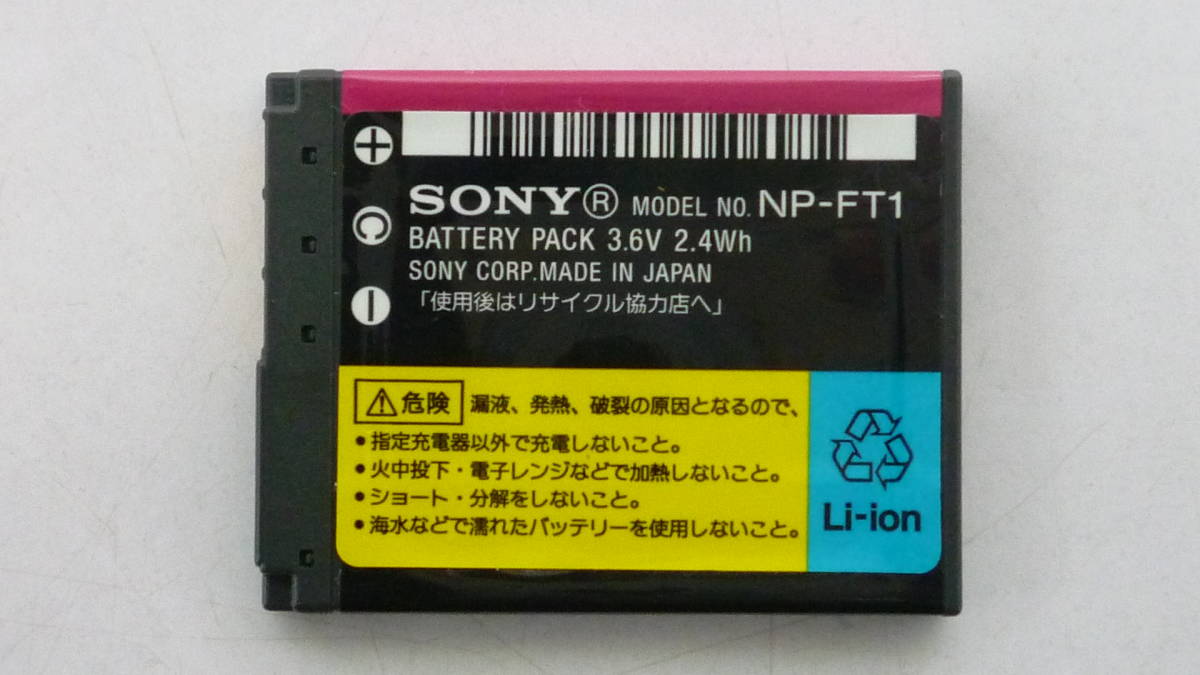 SONY® MODEL NO. NP-FT1
BATTERY PACK 3.6V 2.4Wh
SONY CORP. MADE IN JAPAN
「使用後はリサイクル協力店へ」
危険 漏液、発熱、破裂の原因となるので、
•指定充電器以外で充電しないこと。
•火中投下・電子レンジなどで加熱しないこと。
•ショート・分解をしないこと。
•海水などで濡れたバッテリーを使用しないこと。
Li-ion